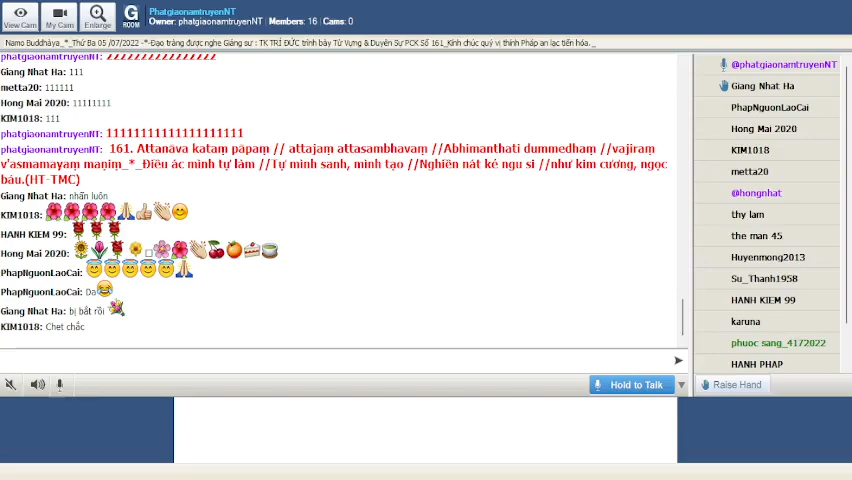 View Cam
My Cam
Enlarge
G
ROOM
PhatgiaonamtruyenNT
Owner: phatgiaonamtruyenNT | Members: 16 | Cams: 0
Namo Buddhàya_*_Thứ Ba 05 /07/2022 -*-Đạo tràng được nghe Giảng sư : TK TRÍ ĐỨC trình bày Từ Vựng & Duyên Sự PCK Số 161_Kính chúc quý vị thính Pháp an lạc tiến hóa._
phatgiaonamtruyenNT: 77777777777777777
Giang Nhat Ha: 111
metta20: 111111
Hong Mai 2020: 11111111
KIM1018: 111
phatgiaonamtruyenNT: 11111111111111111111
phatgiaonamtruyenNT: 161. Attanāva kataṃ pāpaṃ // attajaṃ attasambhavaṃ //Abhimanthati dummedhaṃ //vajiraṃ
v'asmamayaṃ maṇiṃ_*_Điều ác mình tự làm //Tự mình sanh, mình tạo //Nghiền nát kẻ ngu si //như kim cương, ngọc
báu.(HT-TMC)
Giang Nhat Ha: nhấn luôn
KIM1018:
HANH KIEM 99:
Hong Mai 2020:
PhapNguonLaoCai:
PhapNguonLaoCai: Da
Giang Nhat Ha: bị bắt rồi
KIM1018: Chet chắc
Hold to Talk
@phatgiaonamtruyenNT
Giang Nhat Ha
PhapNguonLaoCai
Hong Mai 2020
KIM1018
metta20
@hongnhat
thy lam
the man 45
Huyenmong2013
Su_Thanh1958
HANH KIEM 99
karuna
phuoc sang_4172022
HANH PHAP
Raise Hand